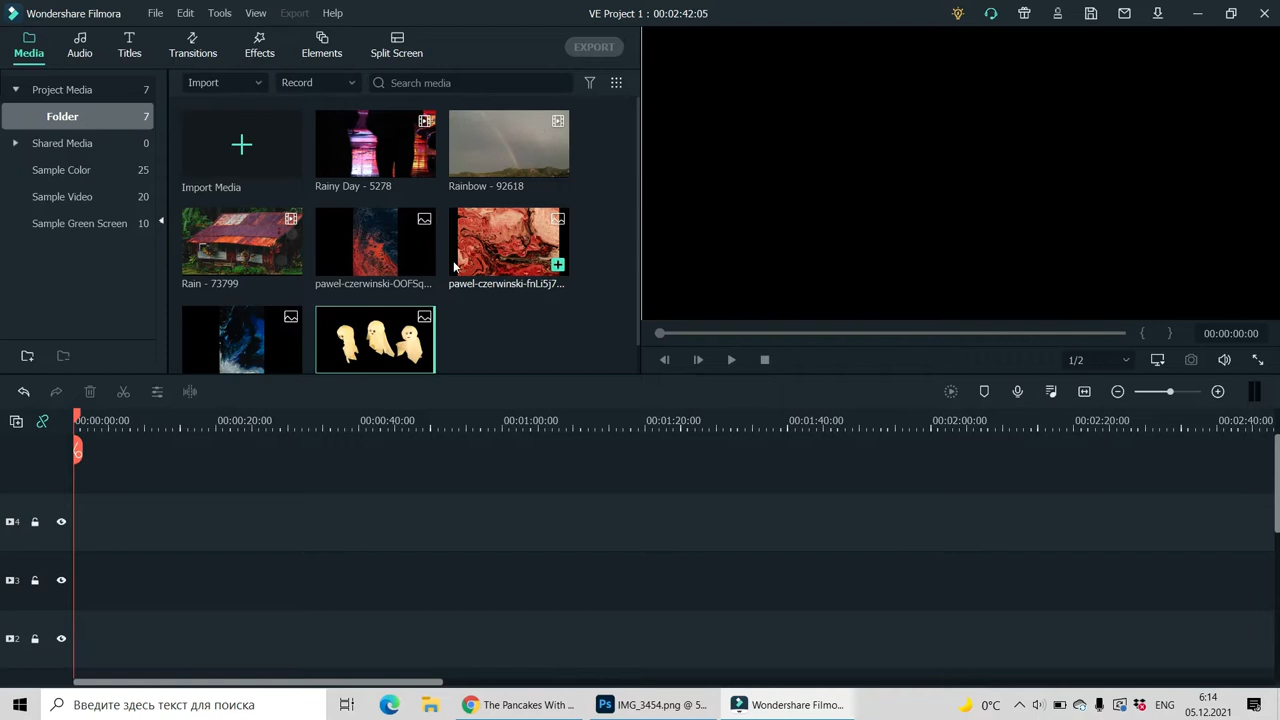 Wondershare Filmora File Edit Tools View Export Help VE Project 1 : 00:02:42:05
Media Audio Titles Transitions Effects Elements Split Screen EXPORT
Project Media 7
Folder 7
Shared Media 0
Sample Color 25
Sample Video 20
Sample Green Screen 10
Import Record Search media
Import Media Rainy Day - 5278 Rainbow - 92618
Rain - 73799 pawel-czerwinski-OOFSq... pawel-czerwinski-fnLi5j7...
{ } 00:00:00:00
1/2
00:00:00:00 00:00:20:00 00:00:40:00 00:01:00:00 00:01:20:00 00:01:40:00 00:02:00:00 00:02:20:00 00:02:40:00
4
3
2
Введите здесь текст для поиска The Pancakes With ... Ps IMG_3454.png @ 5... Wondershare Filmo... 0°C ENG 6:14
05.12.2021